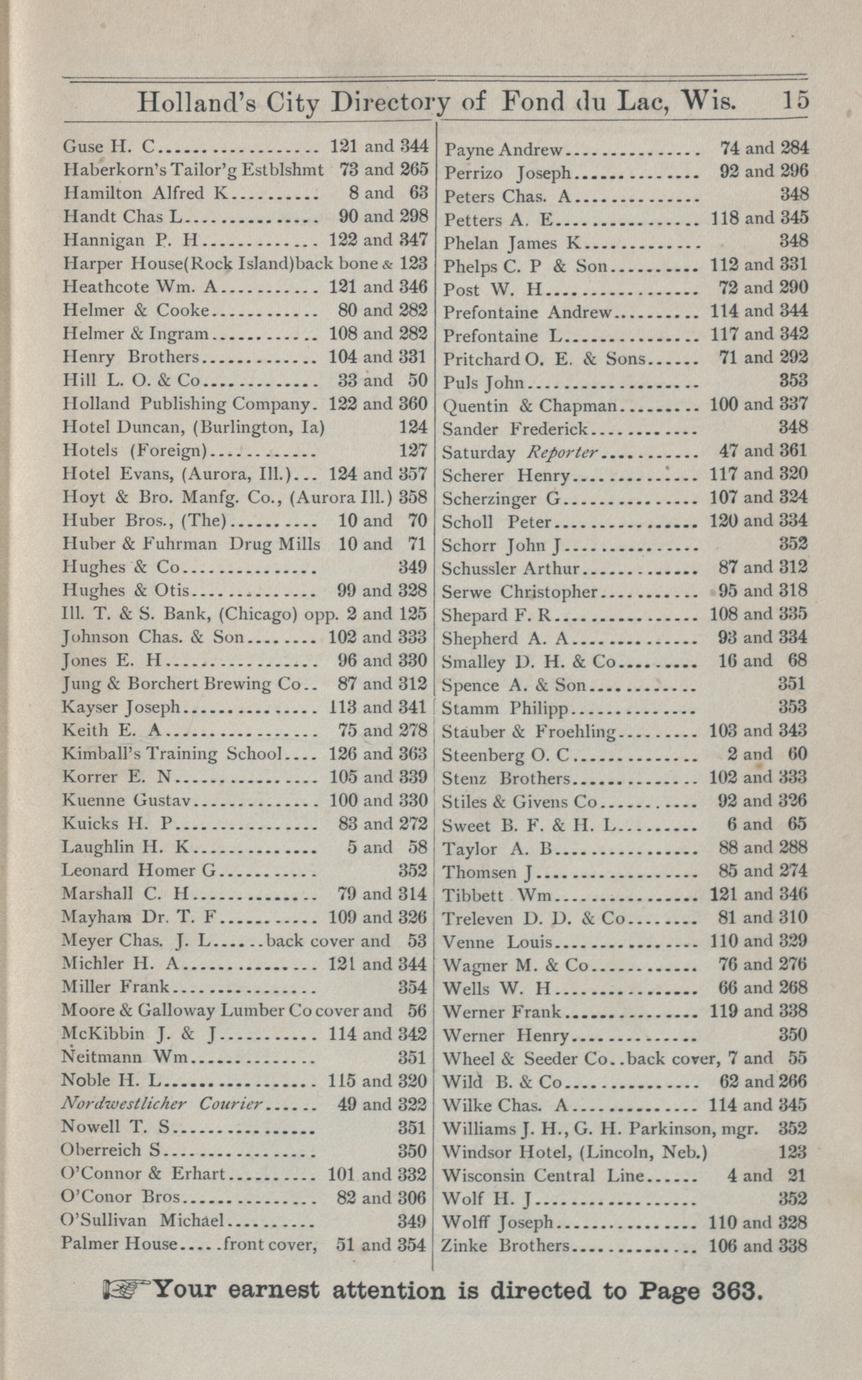 Holland's City Directory of Fond du Lac, Wis. 15
Guse H. C. 121 and 344
Haberkorn's Tailor'g Estblshmt 73 and 265
Hamilton Alfred K. 8 and 63
Handt Chas L. 90 and 298
Hannigan P. H. 122 and 347
Harper House(Rock Island)back bone & 123
Heathcote Wm. A. 121 and 346
Helmer & Cooke 80 and 282
Helmer & Ingram 108 and 282
Henry Brothers 104 and 331
Hill L. O. & Co. 33 and 50
Holland Publishing Company. 122 and 360
Hotel Duncan, (Burlington, Ia) 124
Hotels (Foreign) 127
Hotel Evans, (Aurora, Ill.) 124 and 357
Hoyt & Bro. Manfg. Co., (Aurora Ill.) 358
Huber Bros., (The) 10 and 70
Huber & Fuhrman Drug Mills 10 and 71
Hughes & Co. 349
Hughes & Otis 99 and 328
Ill. T. & S. Bank, (Chicago) opp. 2 and 125
Johnson Chas. & Son 102 and 333
Jones E. H. 96 and 330
Jung & Borchert Brewing Co. 87 and 312
Kayser Joseph 113 and 341
Keith E. A. 75 and 278
Kimball's Training School 126 and 363
Korrer E. N. 105 and 339
Kuenne Gustav 100 and 330
Kuicks H. P. 83 and 272
Laughlin H. K. 5 and 58
Leonard Homer G. 352
Marshall C. H. 79 and 314
Mayham Dr. T. F. 109 and 326
Meyer Chas. J. L. back cover and 53
Michler H. A. 121 and 344
Miller Frank 354
Moore & Galloway Lumber Co cover and 56
McKibbin J. & J. 114 and 342
Neitmann Wm. 351
Noble H. L. 115 and 320
Nordwestlicher Courier 49 and 322
Nowell T. S. 351
Oberreich S. 350
O'Connor & Erhart 101 and 332
O'Conor Bros. 82 and 306
O'Sullivan Michael 349
Palmer House front cover, 51 and 354
Payne Andrew 74 and 284
Perrizo Joseph 92 and 296
Peters Chas. A. 348
Petters A. E. 118 and 345
Phelan James K. 348
Phelps C. P & Son 112 and 331
Post W. H. 72 and 290
Prefontaine Andrew 114 and 344
Prefontaine L. 117 and 342
Pritchard O. E. & Sons 71 and 292
Puls John 353
Quentin & Chapman 100 and 337
Sander Frederick 348
Saturday Reporter 47 and 361
Scherer Henry 117 and 320
Scherzinger G. 107 and 324
Scholl Peter 120 and 334
Schorr John J. 352
Schussler Arthur 87 and 312
Serwe Christopher 95 and 318
Shepard F. R. 108 and 335
Shepherd A. A. 93 and 334
Smalley D. H. & Co. 16 and 68
Spence A. & Son 351
Stamm Philipp 353
Stauber & Froehling 103 and 343
Steenberg O. C. 2 and 60
Stenz Brothers 102 and 333
Stiles & Givens Co. 92 and 326
Sweet B. F. & H. L. 6 and 65
Taylor A. B. 88 and 288
Thomsen J. 85 and 274
Tibbett Wm. 121 and 346
Treleven D. D. & Co. 81 and 310
Venne Louis 110 and 329
Wagner M. & Co. 76 and 276
Wells W. H. 66 and 268
Werner Frank 119 and 338
Werner Henry 350
Wheel & Seeder Co..back cover, 7 and 55
Wild B. & Co. 62 and 266
Wilke Chas. A. 114 and 345
Williams J. H., G. H. Parkinson, mgr. 352
Windsor Hotel, (Lincoln, Neb.) 123
Wisconsin Central Line 4 and 21
Wolf H. J. 352
Wolff Joseph 110 and 328
Zinke Brothers 106 and 338
☞Your earnest attention is directed to Page 363.